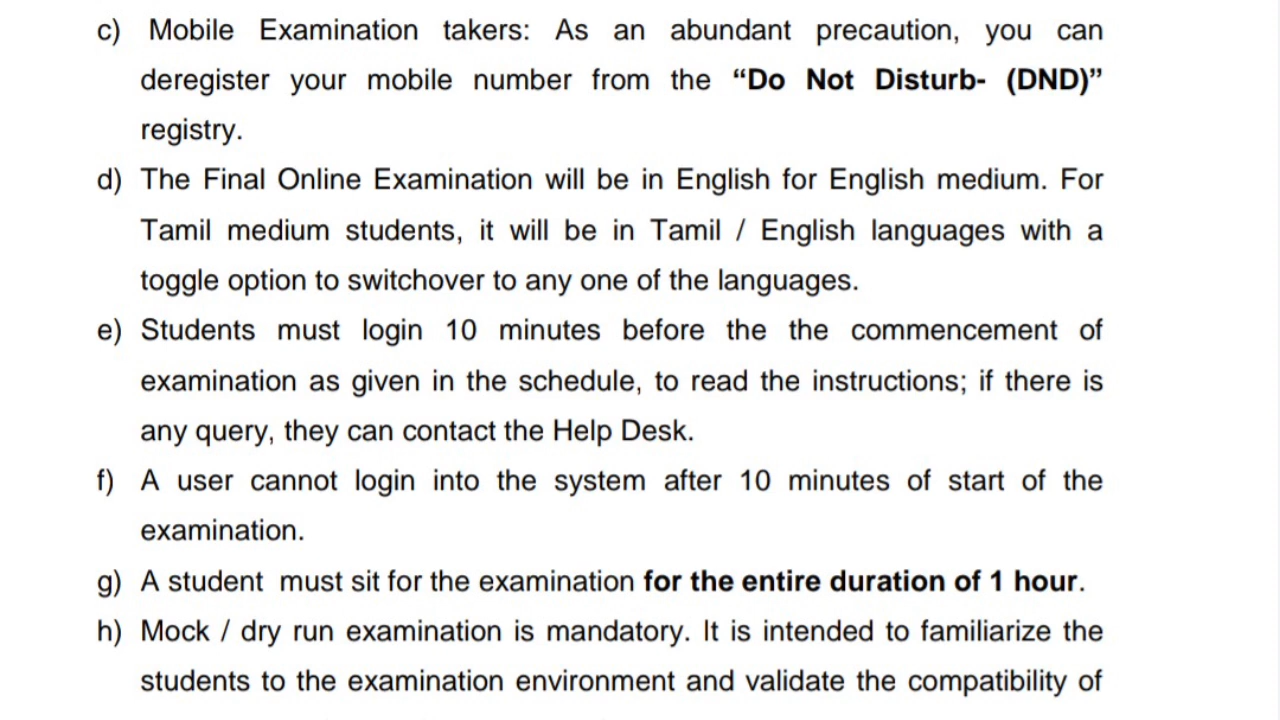 c) Mobile Examination takers: As an abundant precaution, you can
deregister your mobile number from the “Do Not Disturb- (DND)”
registry.
d) The Final Online Examination will be in English for English medium. For
Tamil medium students, it will be in Tamil / English languages with a
toggle option to switchover to any one of the languages.
e) Students must login 10 minutes before the the commencement of
examination as given in the schedule, to read the instructions; if there is
any query, they can contact the Help Desk.
f) A user cannot login into the system after 10 minutes of start of the
examination.
g) A student must sit for the examination for the entire duration of 1 hour.
h) Mock / dry run examination is mandatory. It is intended to familiarize the
students to the examination environment and validate the compatibility of